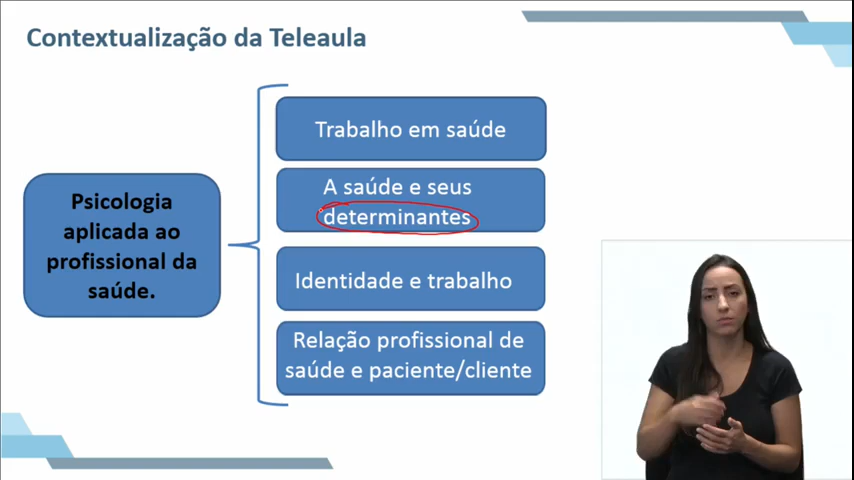 Contextualização da Teleaula
Psicologia
aplicada ao
profissional da
saúde.
Trabalho em saúde
A saúde e seus
determinantes
Identidade e trabalho
Relação profissional de
saúde e paciente/cliente